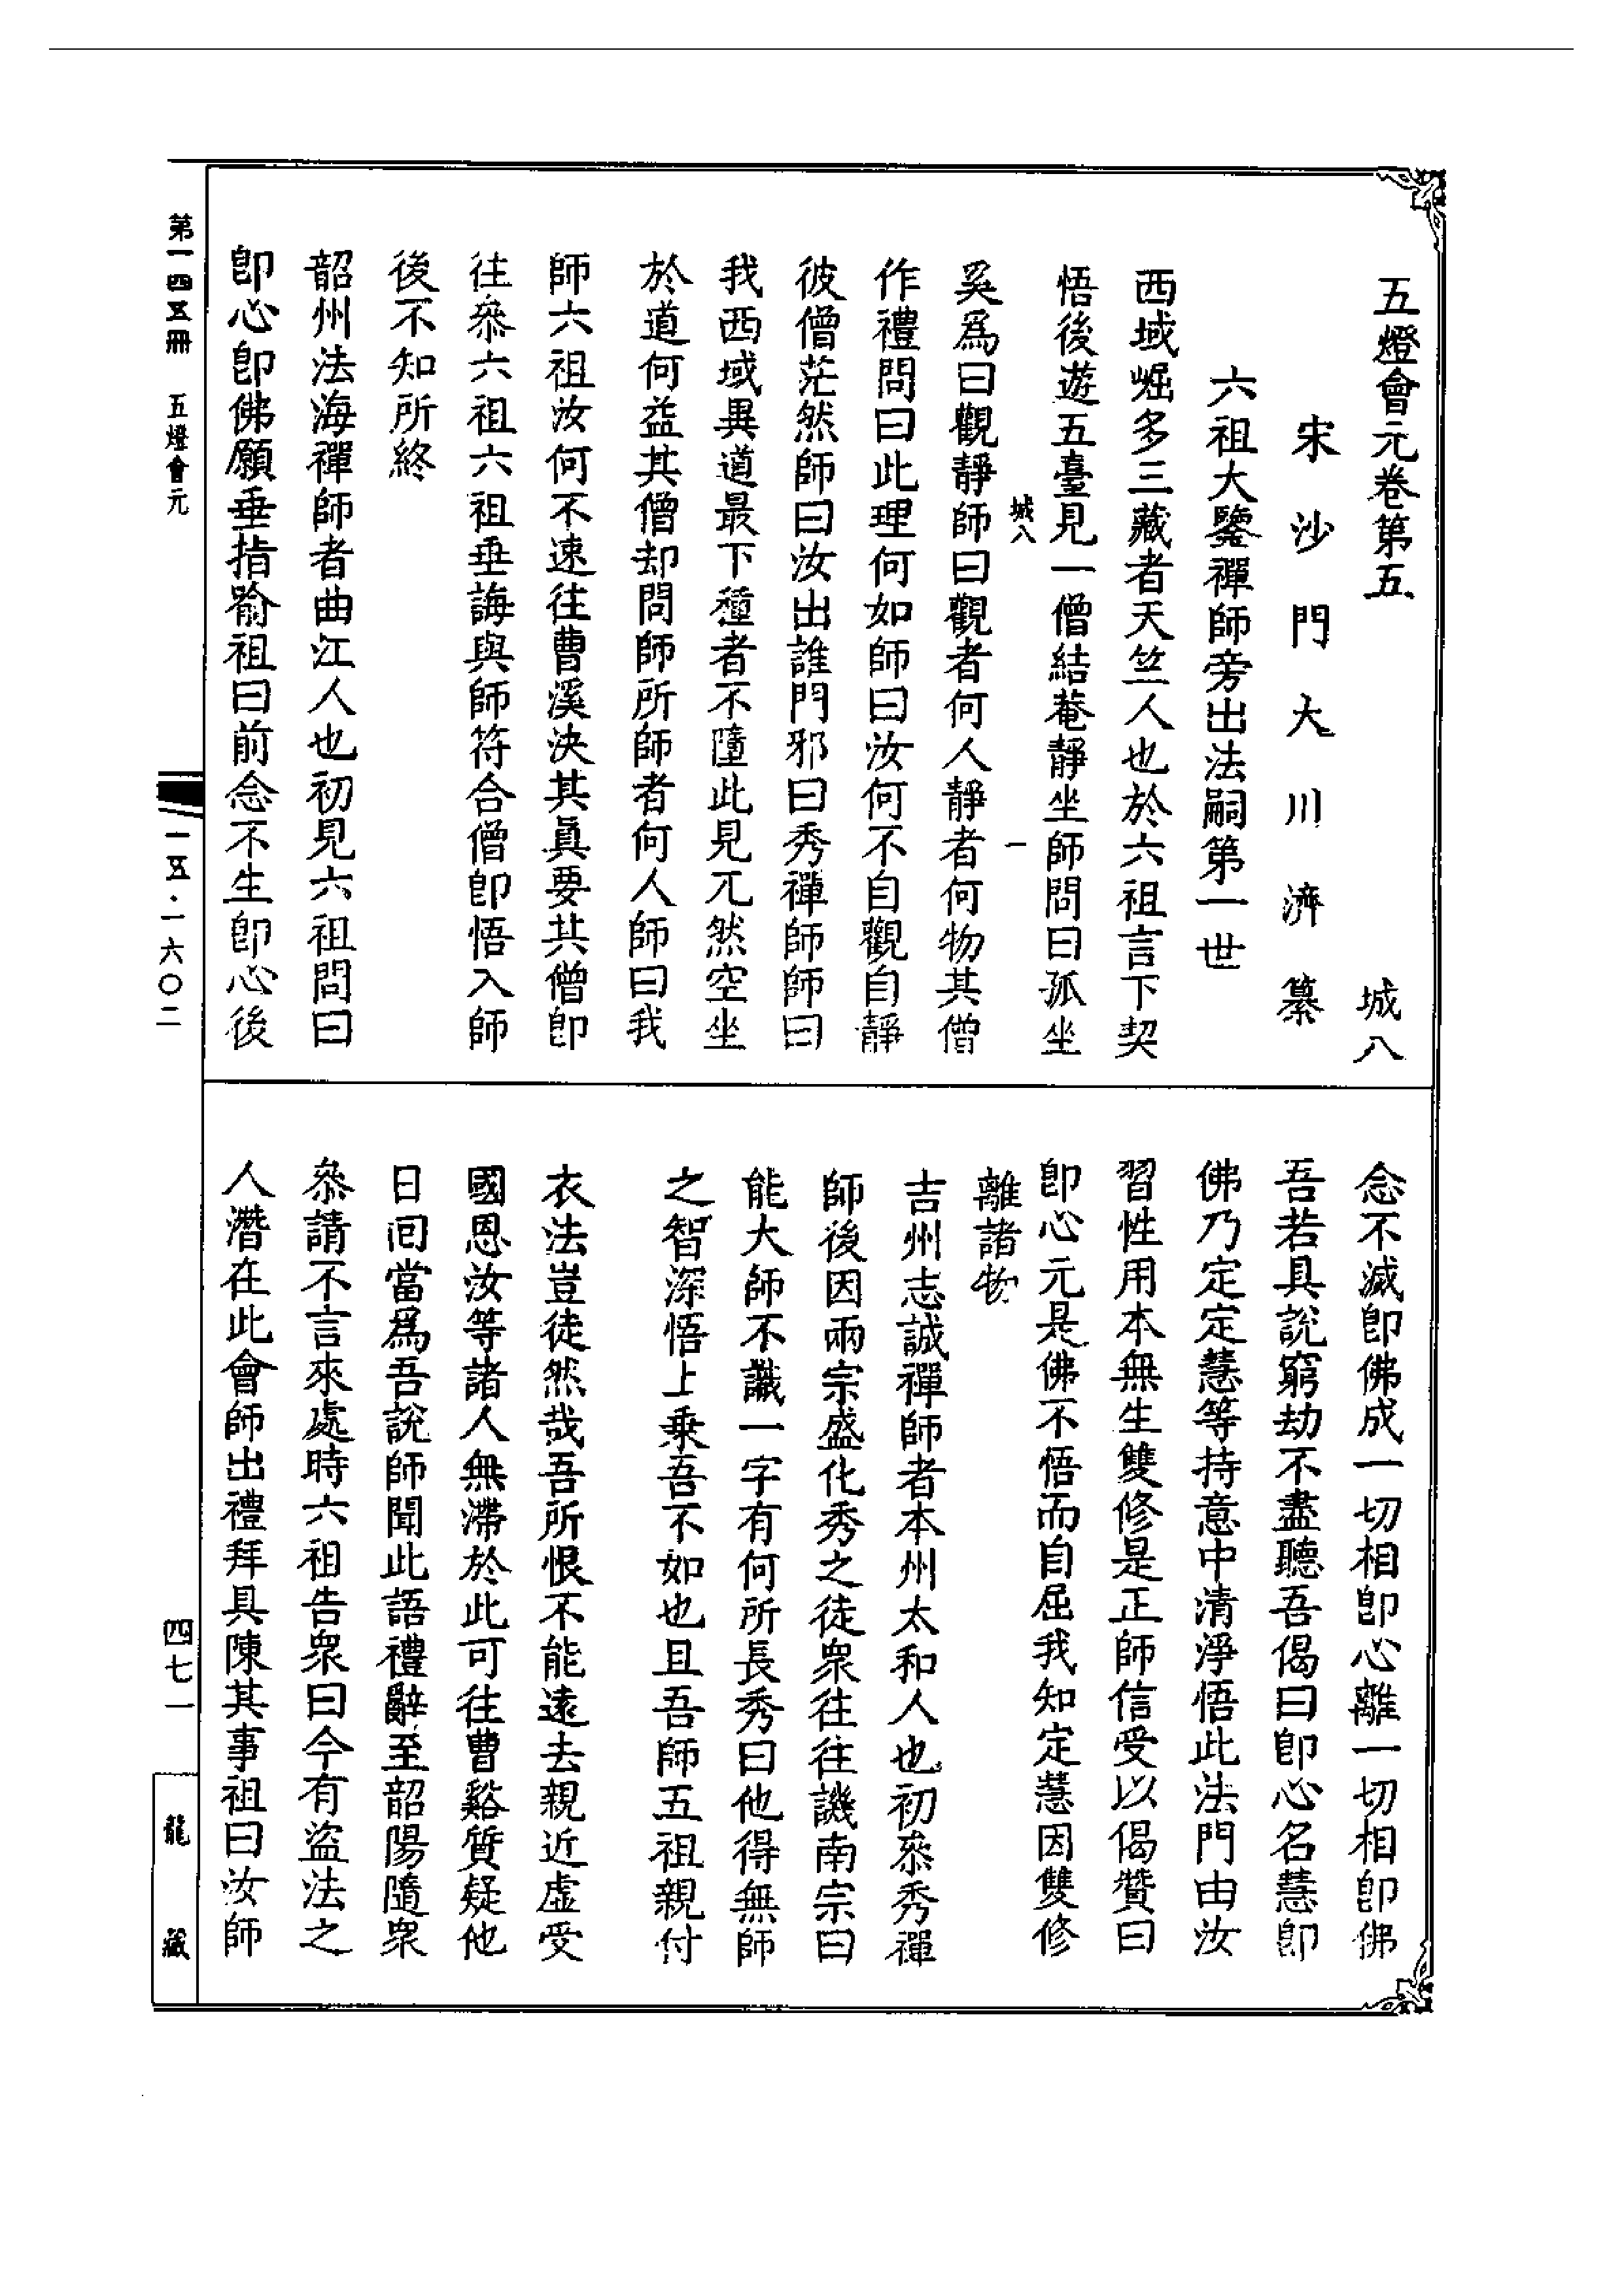 五燈會元卷第五　城八
宋沙門大川濟纂
六祖大鑒禪師旁出法嗣第一世
西域崛多三藏者天竺人也於六祖言下契
悟後遊五臺見一僧結菴靜坐師問曰孤坐
城八　一
奚爲曰觀靜師曰觀者何人靜者何物其僧
作禮問曰此理何如師曰汝何不自觀自靜
彼僧茫然師曰汝出誰門邪曰秀禪師師曰
我西域異道最下種者不墮此見兀然空坐
於道何益其僧却問師所師者何人師曰我
師六祖汝何不速往曹溪決其眞要其僧卽
往叅六祖六祖垂誨與師符合僧卽悟入師
後不知所終
韶州法海禪師者曲江人也初見六祖問曰
卽心卽佛願垂指喻祖曰前念不生卽心後
念不滅卽佛成一切相卽心離一切相卽佛
吾若具說窮劫不盡聽吾偈曰卽心名慧卽
佛乃定定慧等持意中清淨悟此法門由汝
習性用本無生雙修是正師信受以偈贊曰
卽心元是佛不悟而自屈我知定慧因雙修
離諸物
吉州志誠禪師者本州太和人也初叅秀禪
師後因兩宗盛化秀之徒衆往往譏南宗曰
能大師不識一字有何所長秀曰他得無師
之智深悟上乘吾不如也且吾師五祖親付
衣法豈徒然哉吾所恨不能遠去親近虛受
國恩汝等諸人無滯於此可往曹谿質疑他
日回當爲吾說師聞此語禮辭至韶陽隨衆
叅請不言來處時六祖告衆曰今有盜法之
人潛在此會師出禮拜具陳其事祖曰汝師
第一四五冊　五燈會元
一五·一六〇二
四七一
龍藏